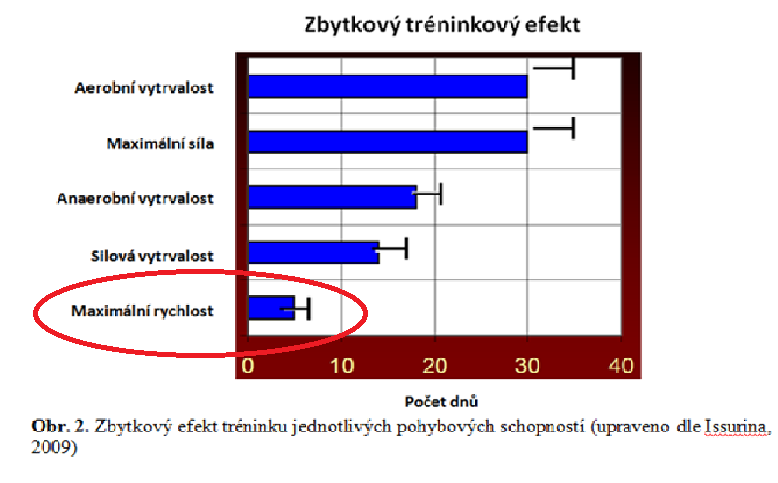 Zbytkový tréninkový efekt
Aerobní vytrvalost
Maximální síla
Anaerobní vytrvalost
Silová vytrvalost
Maximální rychlost
0 10 20 30 40
Počet dnů
Obr. 2. Zbytkový efekt tréninku jednotlivých pohybových schopností (upraveno dle Issurina,
2009)